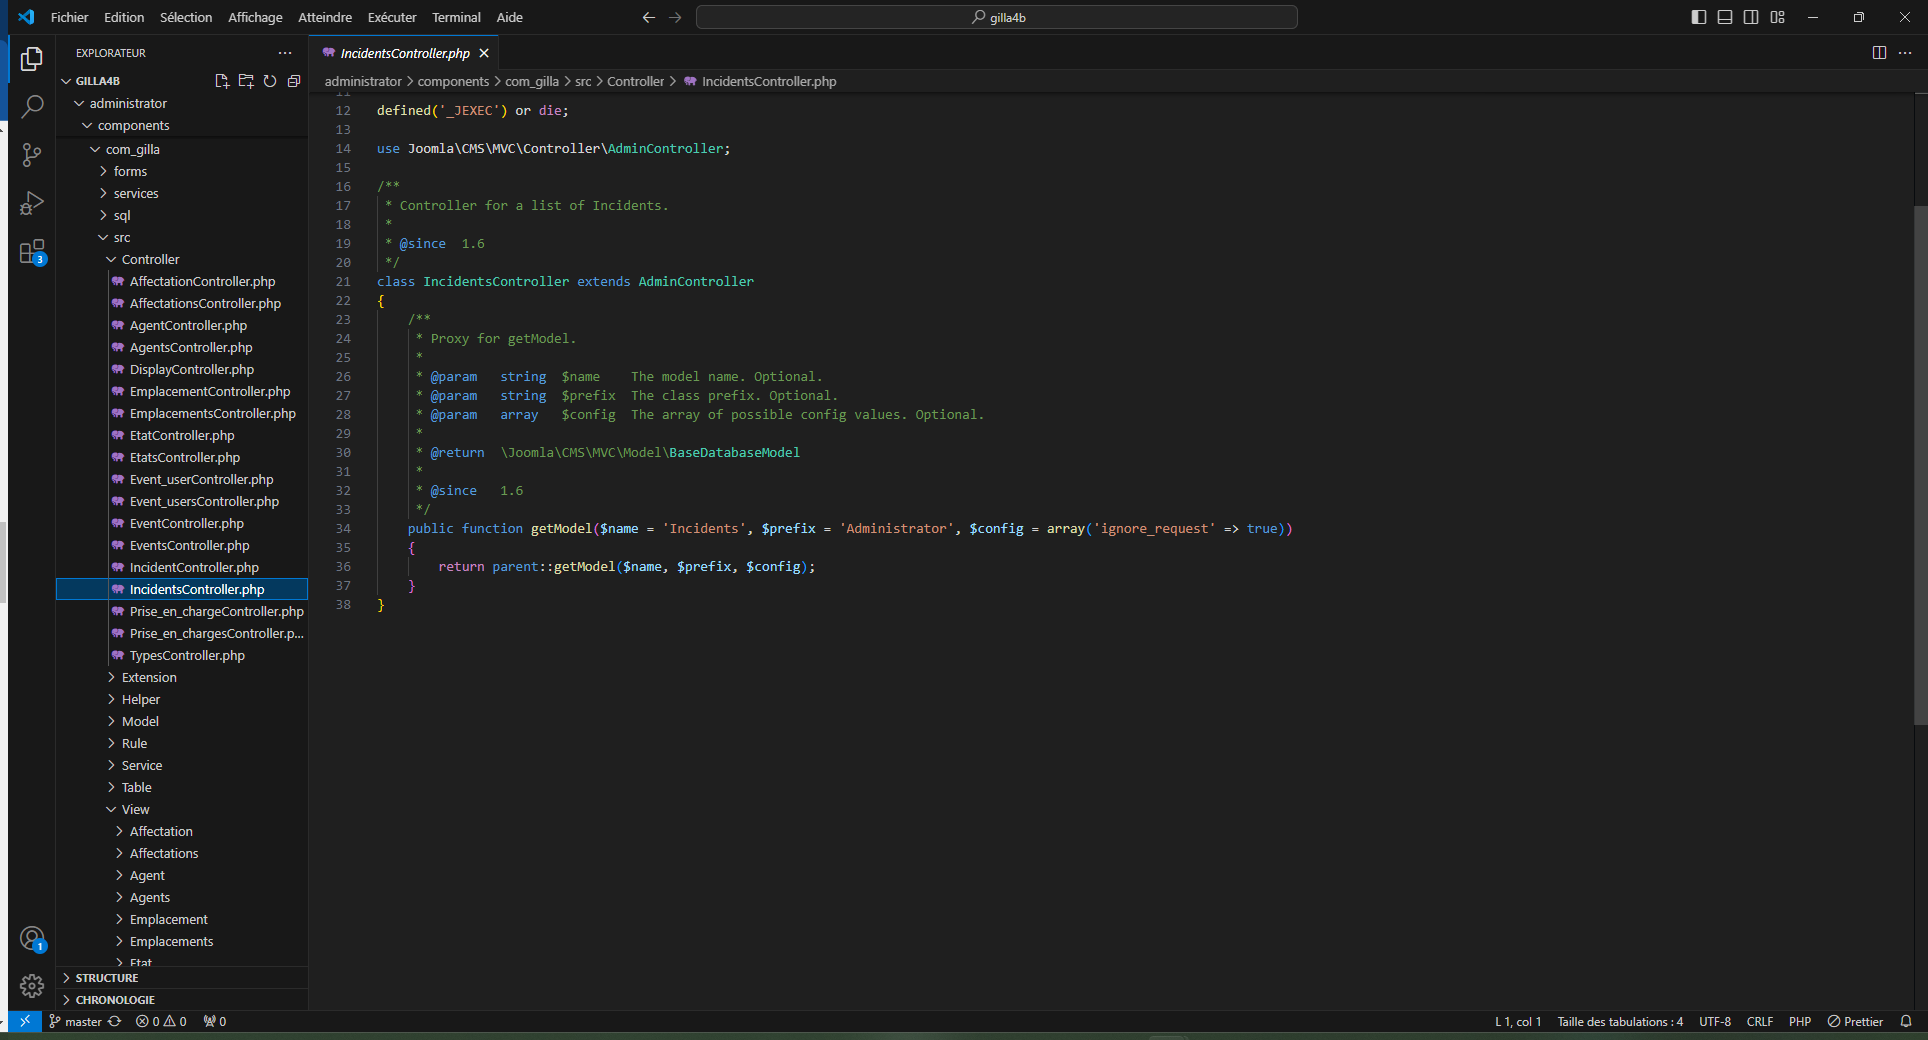 Fichier Edition Sélection Affichage Atteindre Exécuter Terminal Aide
gilla4b
EXPLORATEUR
GILLA4B
administrator
components
com_gilla
forms
services
sql
src
Controller
AffectationController.php
AffectationsController.php
AgentController.php
AgentsController.php
DisplayController.php
EmplacementController.php
EmplacementsController.php
EtatController.php
EtatsController.php
Event_userController.php
Event_usersController.php
EventController.php
EventsController.php
IncidentController.php
IncidentsController.php
Prise_en_chargeController.php
Prise_en_chargesController.p...
TypesController.php
Extension
Helper
Model
Rule
Service
Table
View
Affectation
Affectations
Agent
Agents
Emplacement
Emplacements
Etat
STRUCTURE
CHRONOLOGIE
3
1
IncidentsController.php
administrator > components > com_gilla > src > Controller > IncidentsController.php
11
12 defined('_JEXEC') or die;
13
14 use Joomla\CMS\MVC\Controller\AdminController;
15
16 /**
17 * Controller for a list of Incidents.
18 *
19 * @since 1.6
20 */
21 class IncidentsController extends AdminController
22 {
23 /**
24 * Proxy for getModel.
25 *
26 * @param string $name The model name. Optional.
27 * @param string $prefix The class prefix. Optional.
28 * @param array $config The array of possible config values. Optional.
29 *
30 * @return \Joomla\CMS\MVC\Model\BaseDatabaseModel
31 *
32 * @since 1.6
33 */
34 public function getModel($name = 'Incidents', $prefix = 'Administrator', $config = array('ignore_request' => true))
35 {
36 return parent::getModel($name, $prefix, $config);
37 }
38 }
master 0 0 0
L 1, col 1 Taille des tabulations : 4 UTF-8 CRLF PHP Prettier